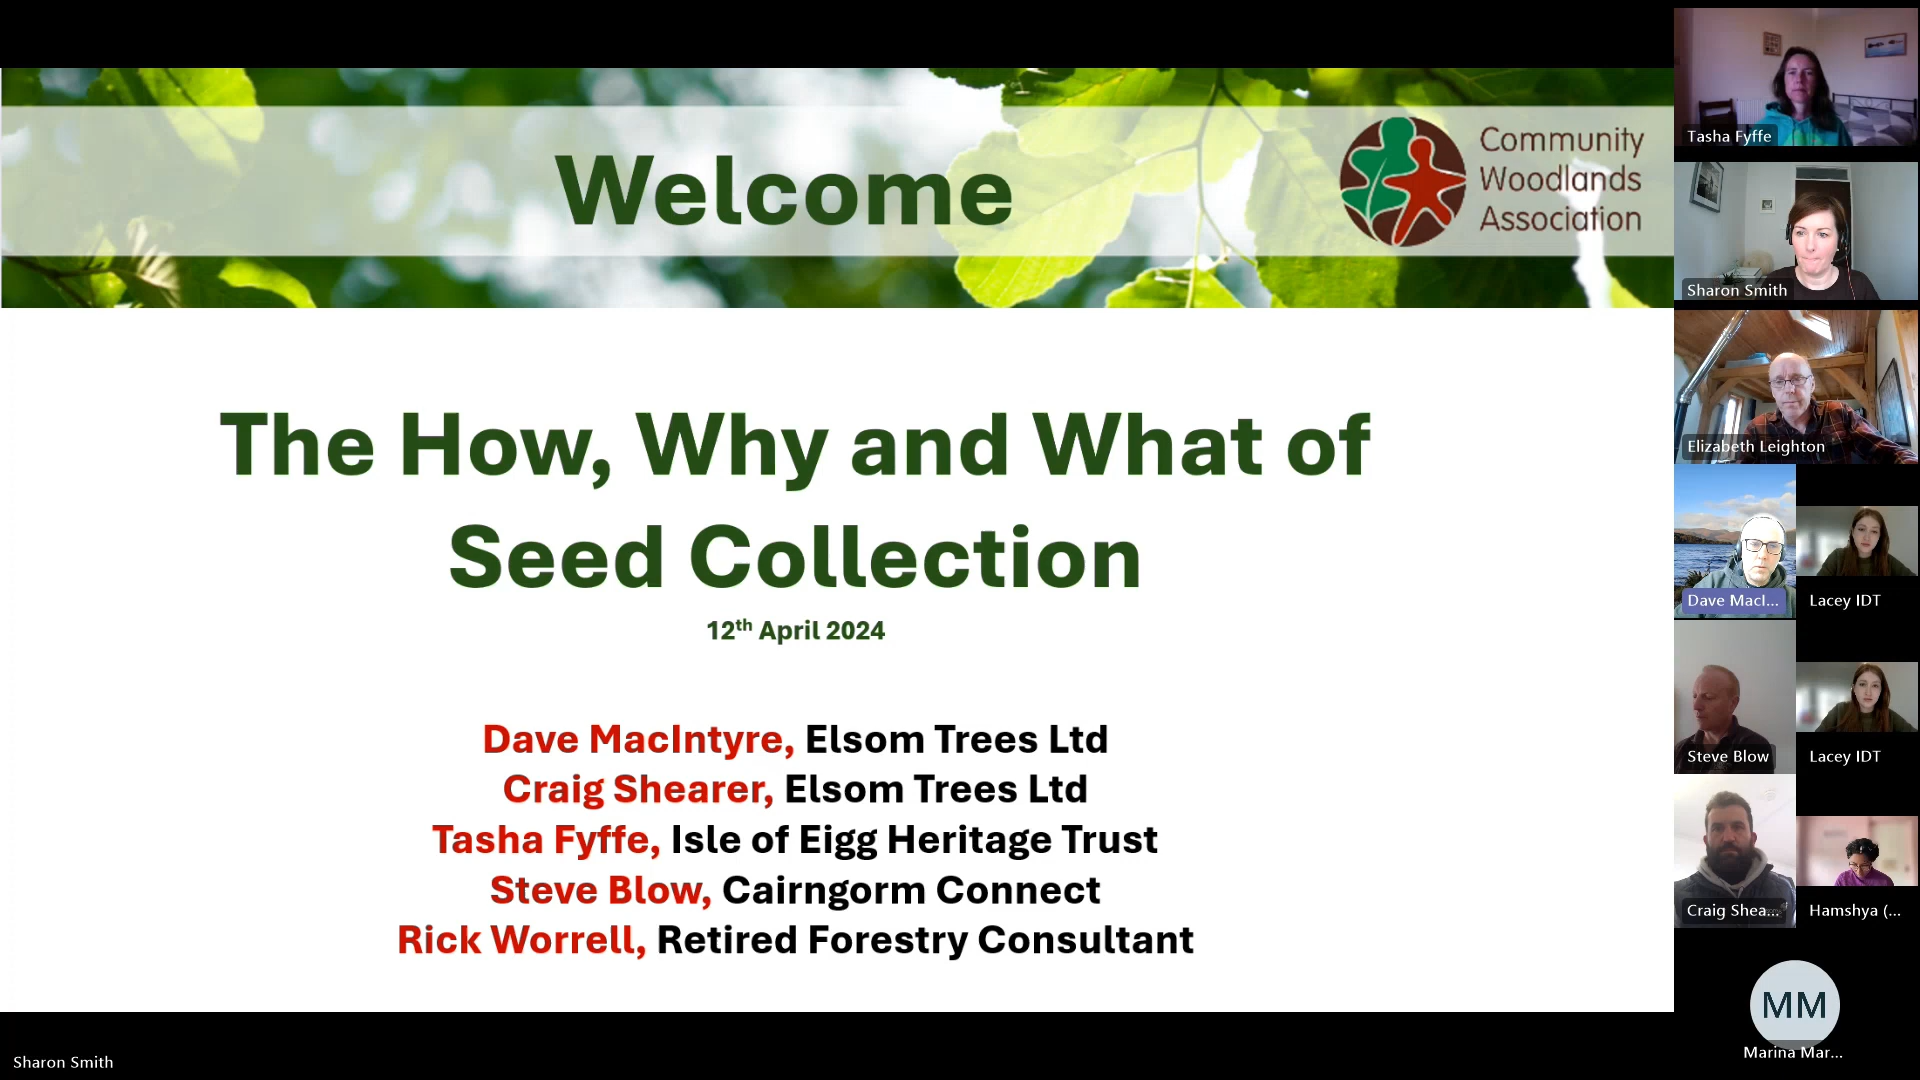 Welcome
Community
Woodlands
Association
The How, Why and What of
Seed Collection
12th April 2024
Dave MacIntyre, Elsom Trees Ltd
Craig Shearer, Elsom Trees Ltd
Tasha Fyffe, Isle of Eigg Heritage Trust
Steve Blow, Cairngorm Connect
Rick Worrell, Retired Forestry Consultant
Sharon Smith
Tasha Fyffe
Sharon Smith
Elizabeth Leighton
Dave MacI...
Lacey IDT
Steve Blow
Lacey IDT
Craig Shea...
Hamshya (...
MM
Marina Mar...